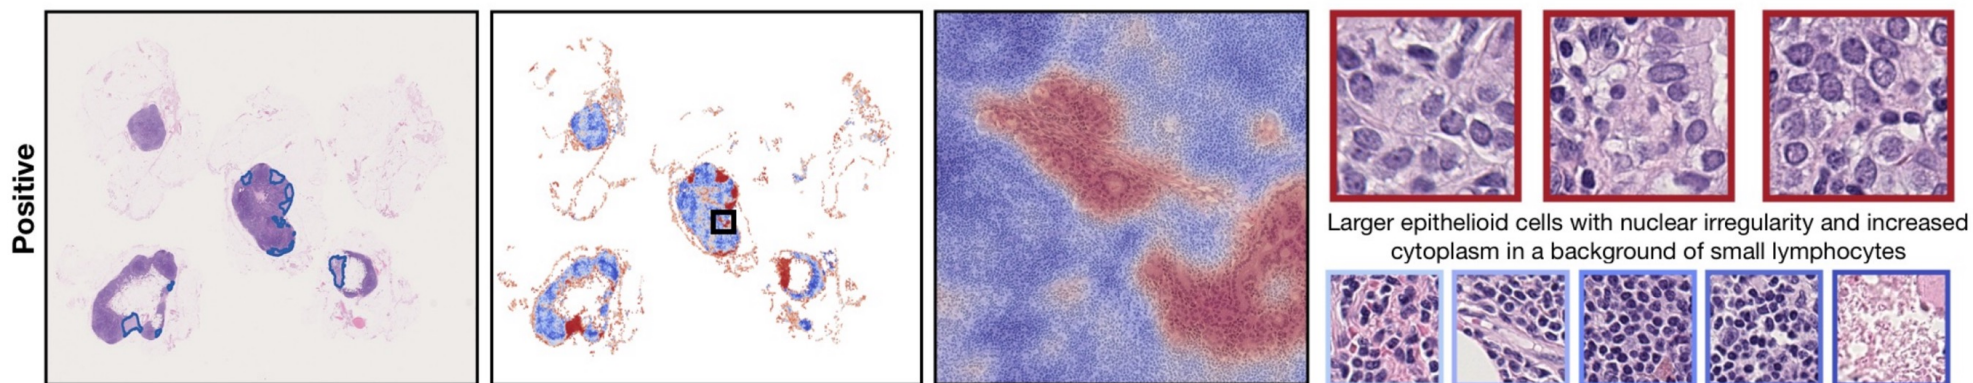 Positive
Larger epithelioid cells with nuclear irregularity and increased
cytoplasm in a background of small lymphocytes